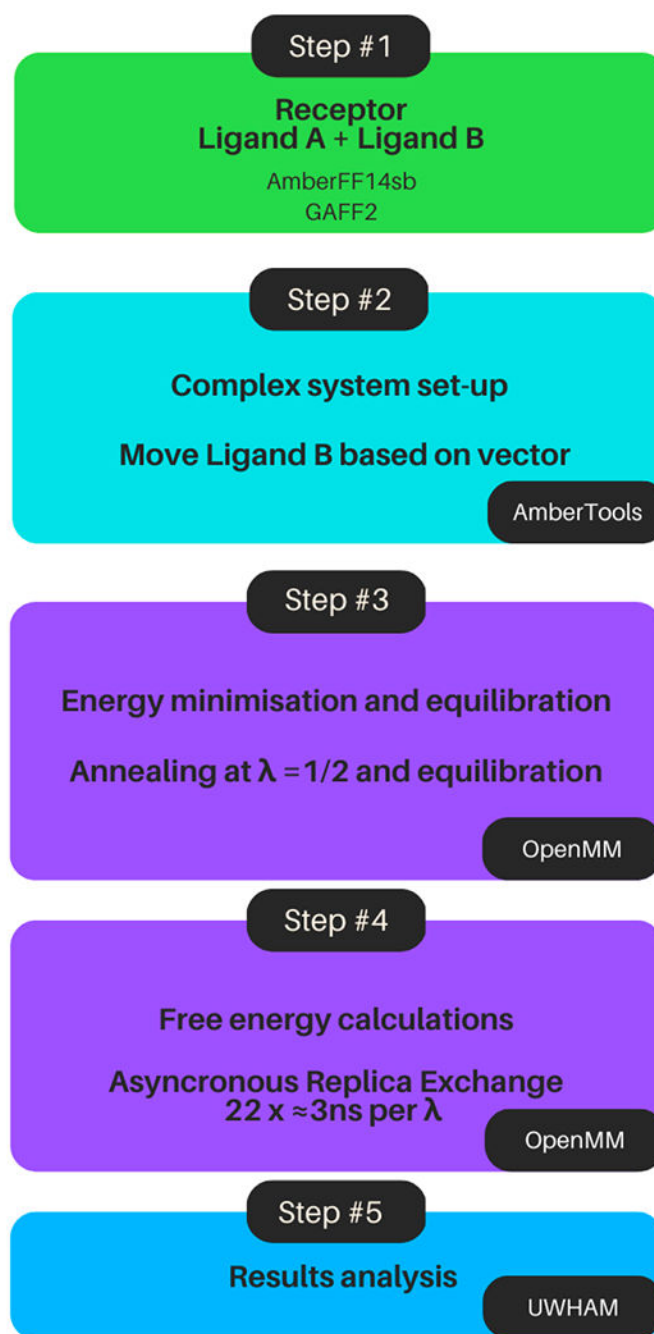 Step #1
Receptor
Ligand A + Ligand B
AmberFF14sb
GAFF2
Step #2
Complex system set-up
Move Ligand B based on vector
AmberTools
Step #3
Energy minimisation and equilibration
Annealing at λ = 1/2 and equilibration
OpenMM
Step #4
Free energy calculations
Asyncronous Replica Exchange
22 x ≈3ns per λ
OpenMM
Step #5
Results analysis
UWHAM